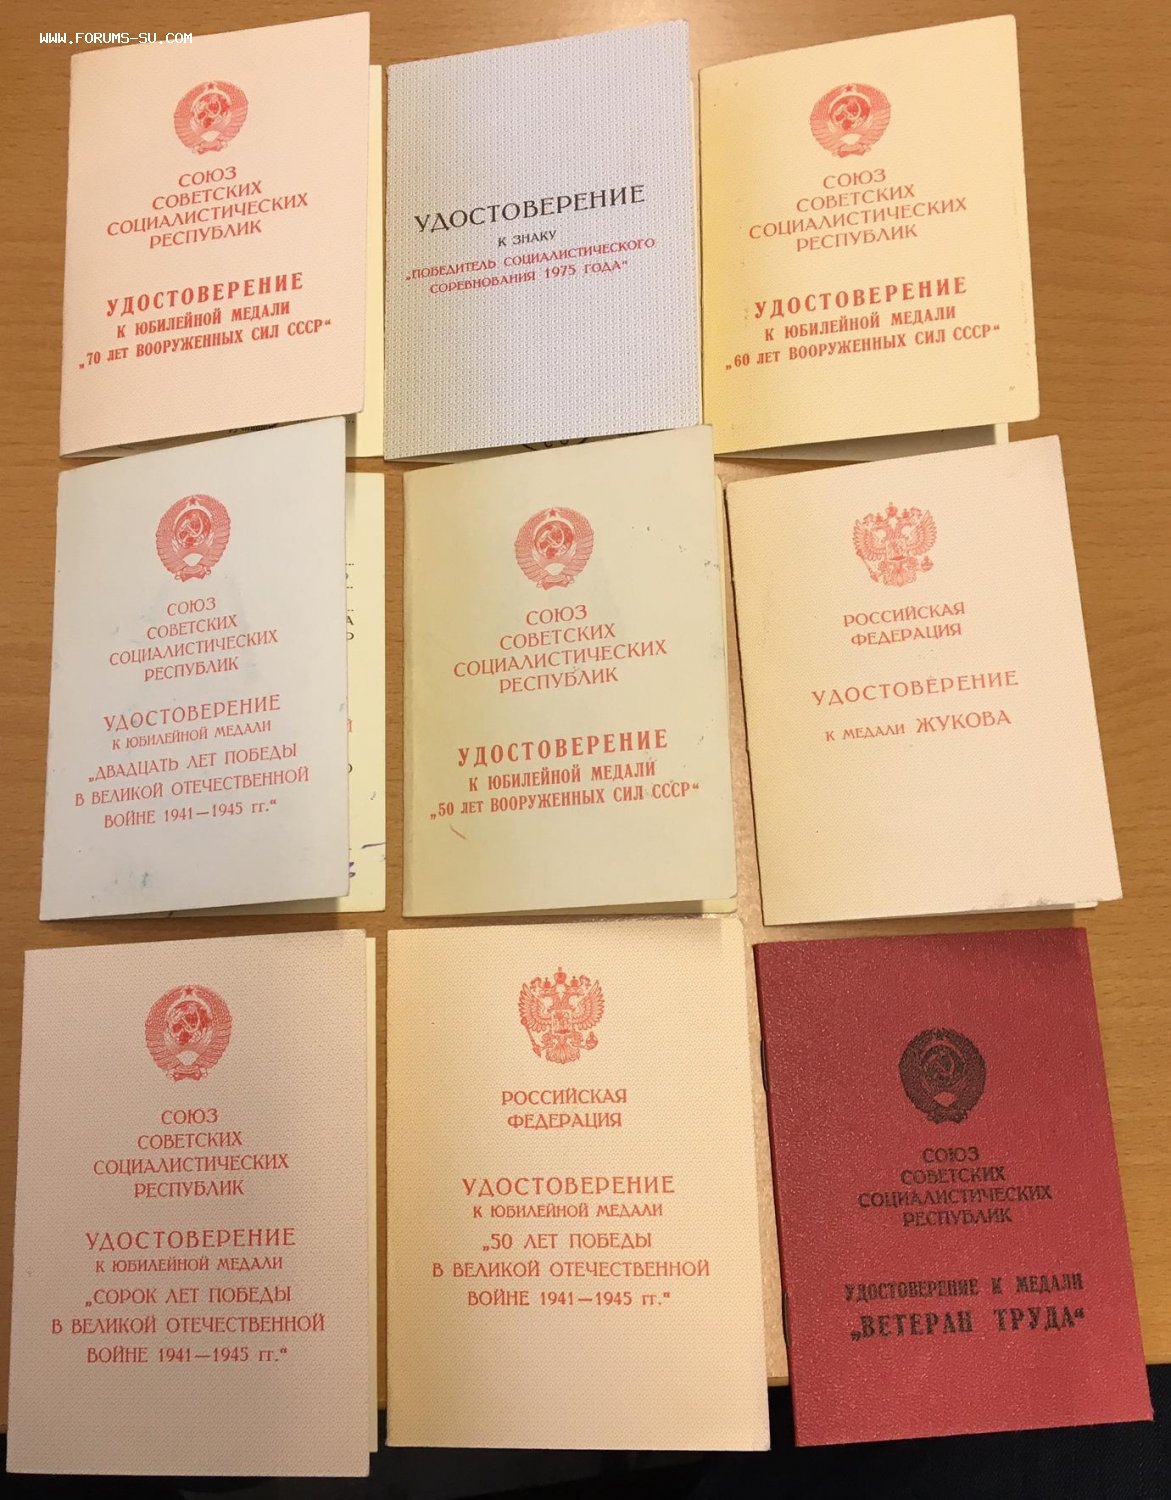 WWW.FORUMS-SU.COM
СОЮЗ
СОВЕТСКИХ
СОЦИАЛИСТИЧЕСКИХ
РЕСПУБЛИК
УДОСТОВЕРЕНИЕ
К ЮБИЛЕЙНОЙ МЕДАЛИ
„70 ЛЕТ ВООРУЖЕННЫХ СИЛ СССР“
УДОСТОВЕРЕНИЕ
К ЗНАКУ
„ПОБЕДИТЕЛЬ СОЦИАЛИСТИЧЕСКОГО
СОРЕВНОВАНИЯ 1975 ГОДА“
СОЮЗ
СОВЕТСКИХ
СОЦИАЛИСТИЧЕСКИХ
РЕСПУБЛИК
УДОСТОВЕРЕНИЕ
К ЮБИЛЕЙНОЙ МЕДАЛИ
„60 ЛЕТ ВООРУЖЕННЫХ СИЛ СССР“
СОЮЗ
СОВЕТСКИХ
СОЦИАЛИСТИЧЕСКИХ
РЕСПУБЛИК
УДОСТОВЕРЕНИЕ
К ЮБИЛЕЙНОЙ МЕДАЛИ
„ДВАДЦАТЬ ЛЕТ ПОБЕДЫ
В ВЕЛИКОЙ ОТЕЧЕСТВЕННОЙ
ВОЙНЕ 1941—1945 гг.“
СОЮЗ
СОВЕТСКИХ
СОЦИАЛИСТИЧЕСКИХ
РЕСПУБЛИК
УДОСТОВЕРЕНИЕ
К ЮБИЛЕЙНОЙ МЕДАЛИ
„50 ЛЕТ ВООРУЖЕННЫХ СИЛ СССР“
РОССИЙСКАЯ
ФЕДЕРАЦИЯ
УДОСТОВЕРЕНИЕ
К МЕДАЛИ ЖУКОВА
СОЮЗ
СОВЕТСКИХ
СОЦИАЛИСТИЧЕСКИХ
РЕСПУБЛИК
УДОСТОВЕРЕНИЕ
К ЮБИЛЕЙНОЙ МЕДАЛИ
„СОРОК ЛЕТ ПОБЕДЫ
В ВЕЛИКОЙ ОТЕЧЕСТВЕННОЙ
ВОЙНЕ 1941—1945 гг.“
РОССИЙСКАЯ
ФЕДЕРАЦИЯ
УДОСТОВЕРЕНИЕ
К ЮБИЛЕЙНОЙ МЕДАЛИ
„50 ЛЕТ ПОБЕДЫ
В ВЕЛИКОЙ ОТЕЧЕСТВЕННОЙ
ВОЙНЕ 1941—1945 гг.“
СОЮЗ
СОВЕТСКИХ
СОЦИАЛИСТИЧЕСКИХ
РЕСПУБЛИК
УДОСТОВЕРЕНИЕ К МЕДАЛИ
„ВЕТЕРАН ТРУДА“